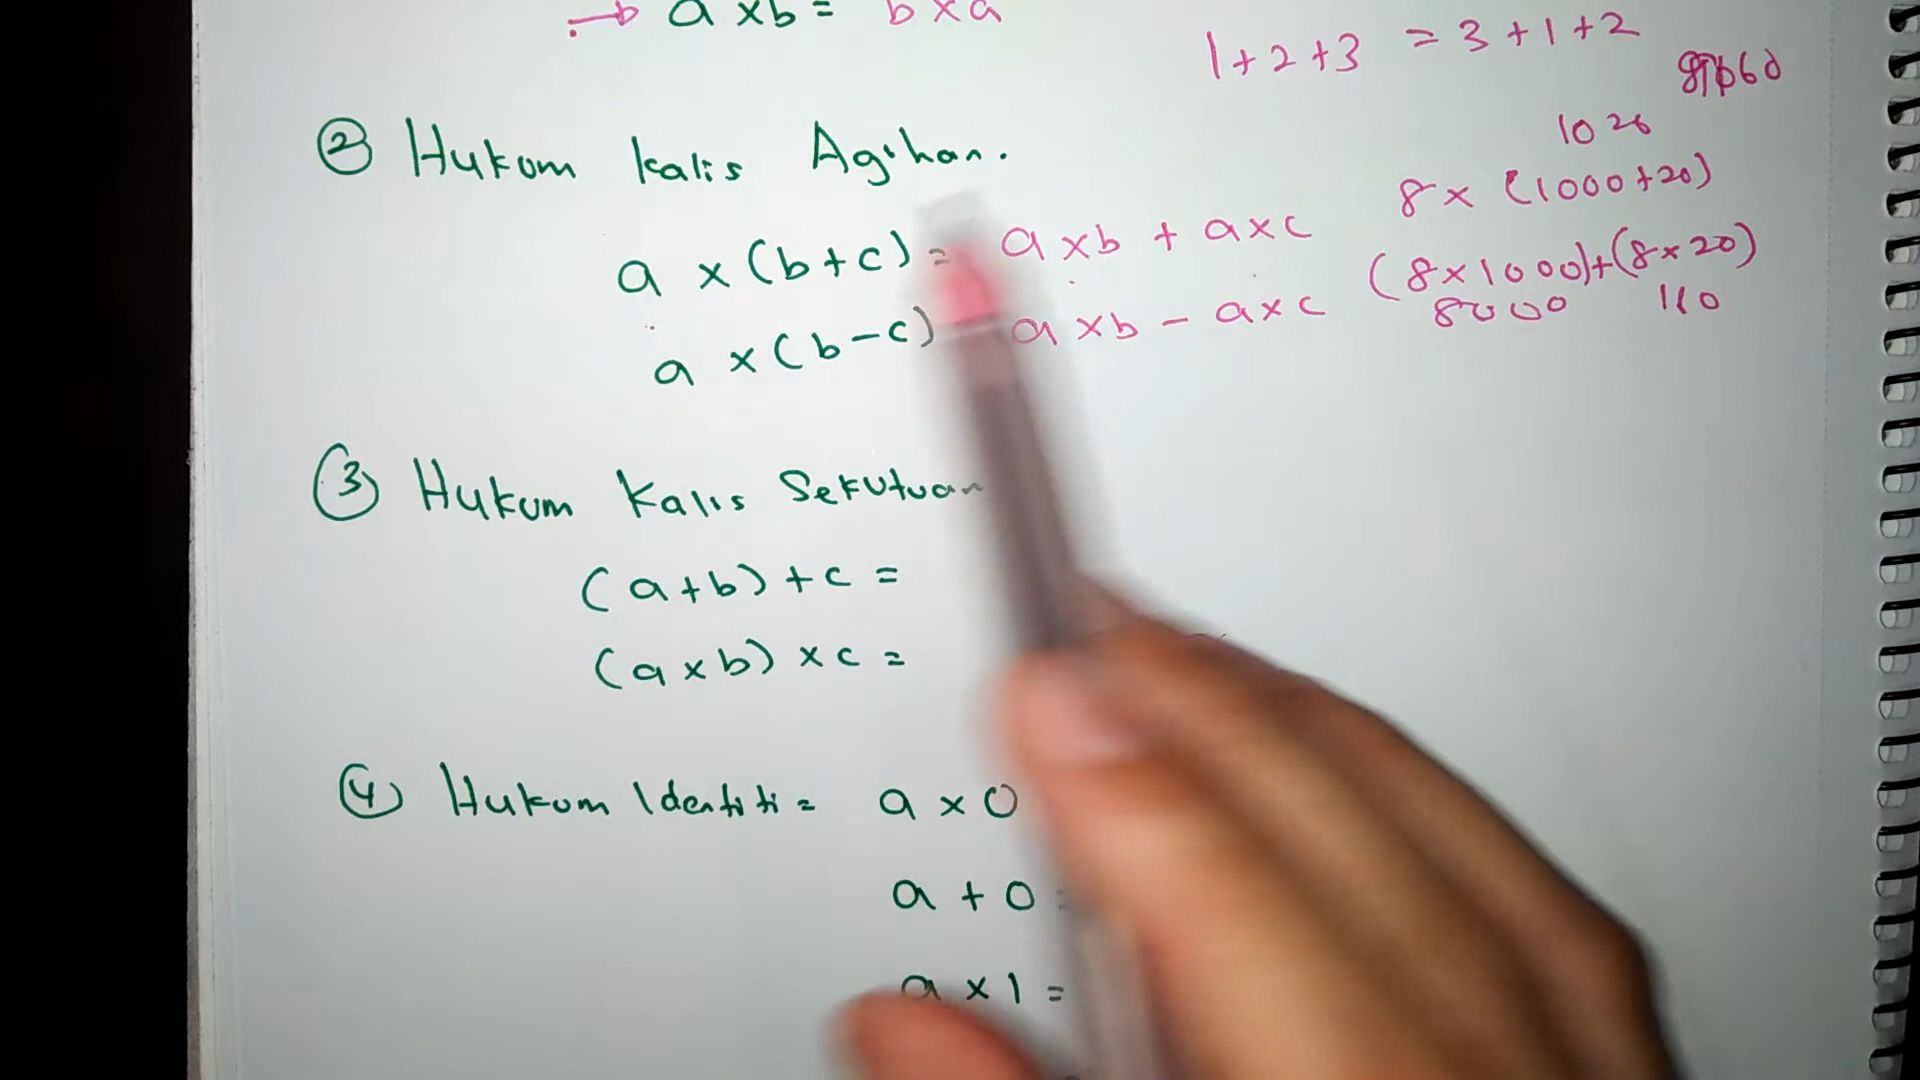 a x b = b x a
1 + 2 + 3 = 3 + 1 + 2
② Hukum Kalis Agihan.
a x (b + c) = a x b + a x c
a x (b - c) a x b - a x c
8 x (1000 + 20)
(8 x 1000) + (8 x 20)
8000
③ Hukum Kalis Sekutuan
(a + b) + c =
(a x b) x c =
④ Hukum Identiti = a x 0
a + 0 =
a x 1 =